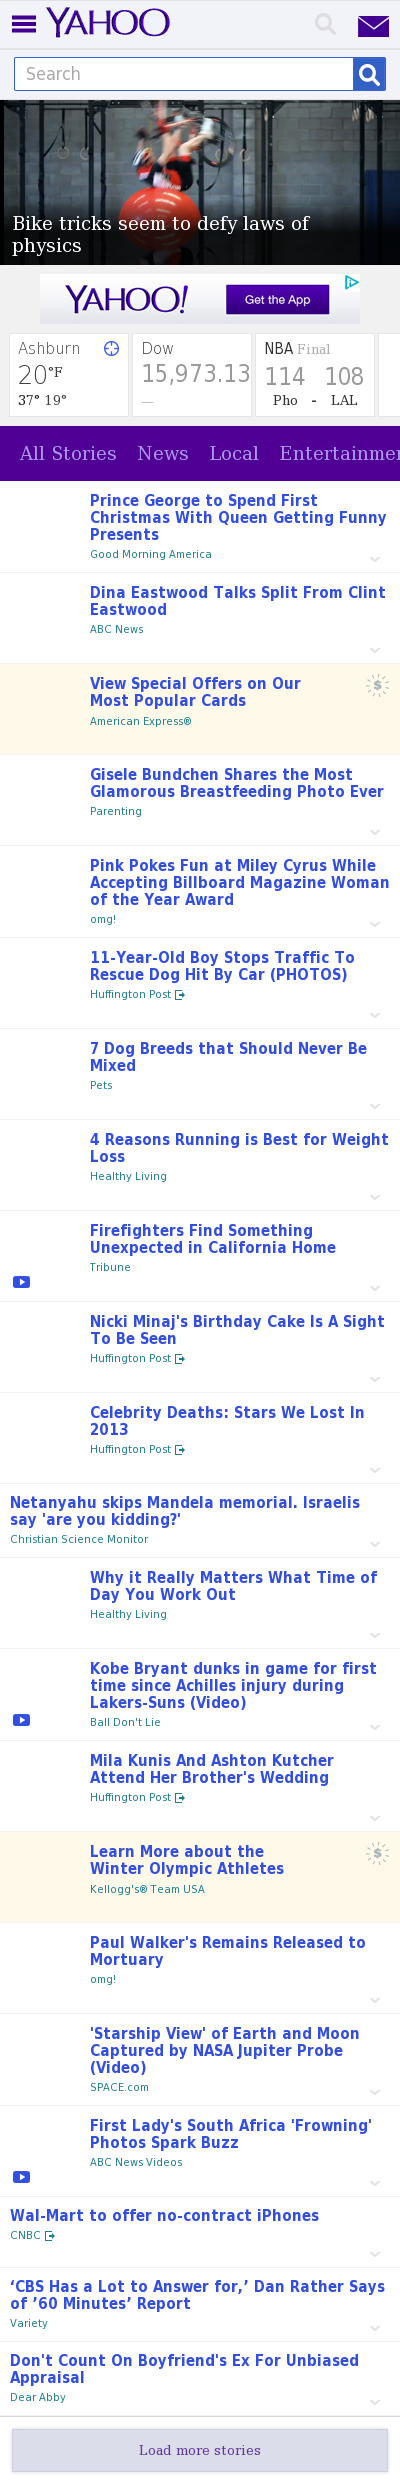 YAHOO
Search
Bike tricks seem to defy laws of
physics
YAHOO!
Get the App
Ashburn
20°F
37° 19°
Dow
15,973.13
—
NBA Final
114 108
Pho - LAL
All Stories News Local Entertainmen
Prince George to Spend First
Christmas With Queen Getting Funny
Presents
Good Morning America
Dina Eastwood Talks Split From Clint
Eastwood
ABC News
View Special Offers on Our
Most Popular Cards
$
American Express®
Gisele Bundchen Shares the Most
Glamorous Breastfeeding Photo Ever
Parenting
Pink Pokes Fun at Miley Cyrus While
Accepting Billboard Magazine Woman
of the Year Award
omg!
11-Year-Old Boy Stops Traffic To
Rescue Dog Hit By Car (PHOTOS)
Huffington Post
7 Dog Breeds that Should Never Be
Mixed
Pets
4 Reasons Running is Best for Weight
Loss
Healthy Living
Firefighters Find Something
Unexpected in California Home
Tribune
Nicki Minaj's Birthday Cake Is A Sight
To Be Seen
Huffington Post
Celebrity Deaths: Stars We Lost In
2013
Huffington Post
Netanyahu skips Mandela memorial. Israelis
say 'are you kidding?'
Christian Science Monitor
Why it Really Matters What Time of
Day You Work Out
Healthy Living
Kobe Bryant dunks in game for first
time since Achilles injury during
Lakers-Suns (Video)
Ball Don't Lie
Mila Kunis And Ashton Kutcher
Attend Her Brother's Wedding
Huffington Post
Learn More about the
Winter Olympic Athletes
$
Kellogg's® Team USA
Paul Walker's Remains Released to
Mortuary
omg!
'Starship View' of Earth and Moon
Captured by NASA Jupiter Probe
(Video)
SPACE.com
First Lady's South Africa 'Frowning'
Photos Spark Buzz
ABC News Videos
Wal-Mart to offer no-contract iPhones
CNBC
‘CBS Has a Lot to Answer for,’ Dan Rather Says
of ’60 Minutes’ Report
Variety
Don't Count On Boyfriend's Ex For Unbiased
Appraisal
Dear Abby
Load more stories